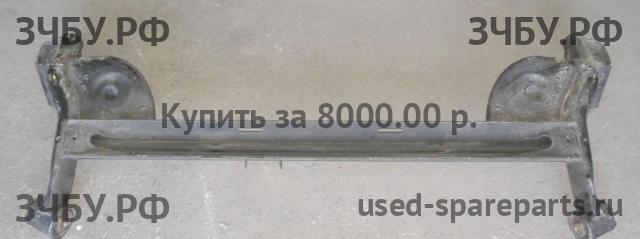 ЗЧБУ.РФ
ЗЧБУ.РФ
Купить за 8000.00 р.
ЗЧБУ.РФ
used-spareparts.ru